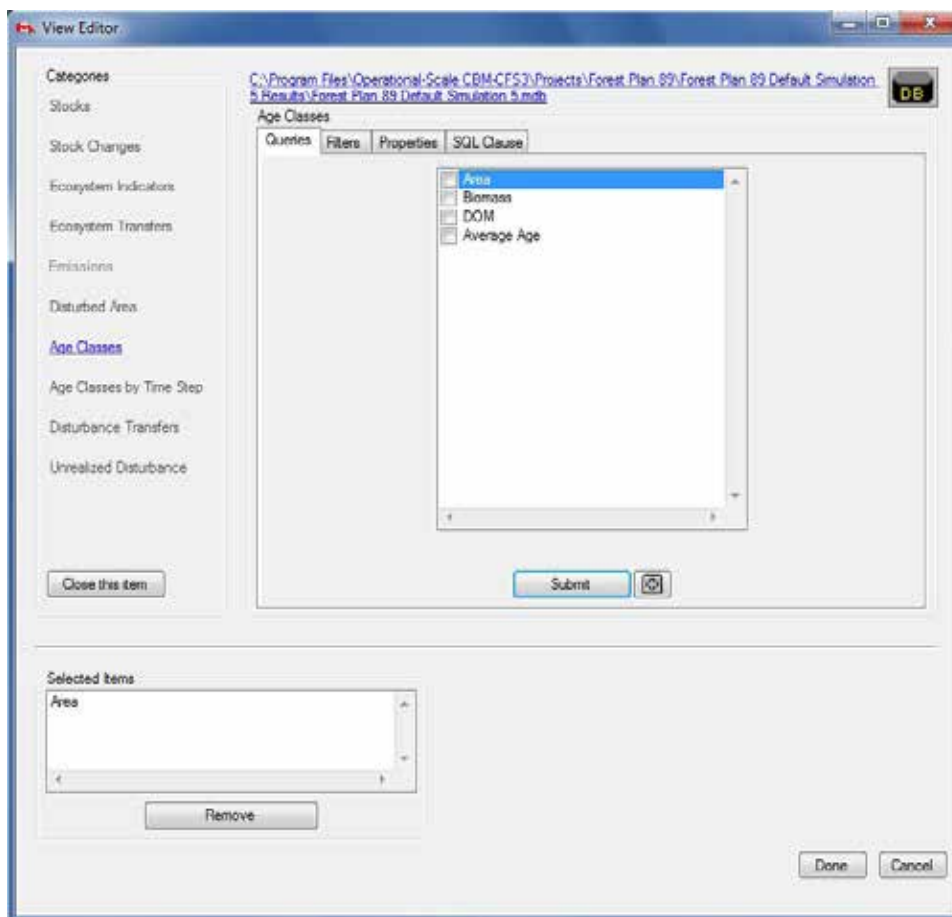 View Editor
Categories
Stocks
Stock Changes
Ecosystem Indicators
Ecosystem Transfers
Emissions
Disturbed Area
Age Classes
Age Classes by Time Step
Disturbance Transfers
Unrealized Disturbance
Close this item
C:\Program Files\Operational-Scale CBM-CFS3\Projects\Forest Plan 89\Forest Plan 89 Default Simulation
5 Results\Forest Plan 89 Default Simulation 5.mdb
DB
Age Classes
Queries Filters Properties SQL Clause
Area
Biomass
DOM
Average Age
Submit
Selected Items
Area
Remove
Done Cancel